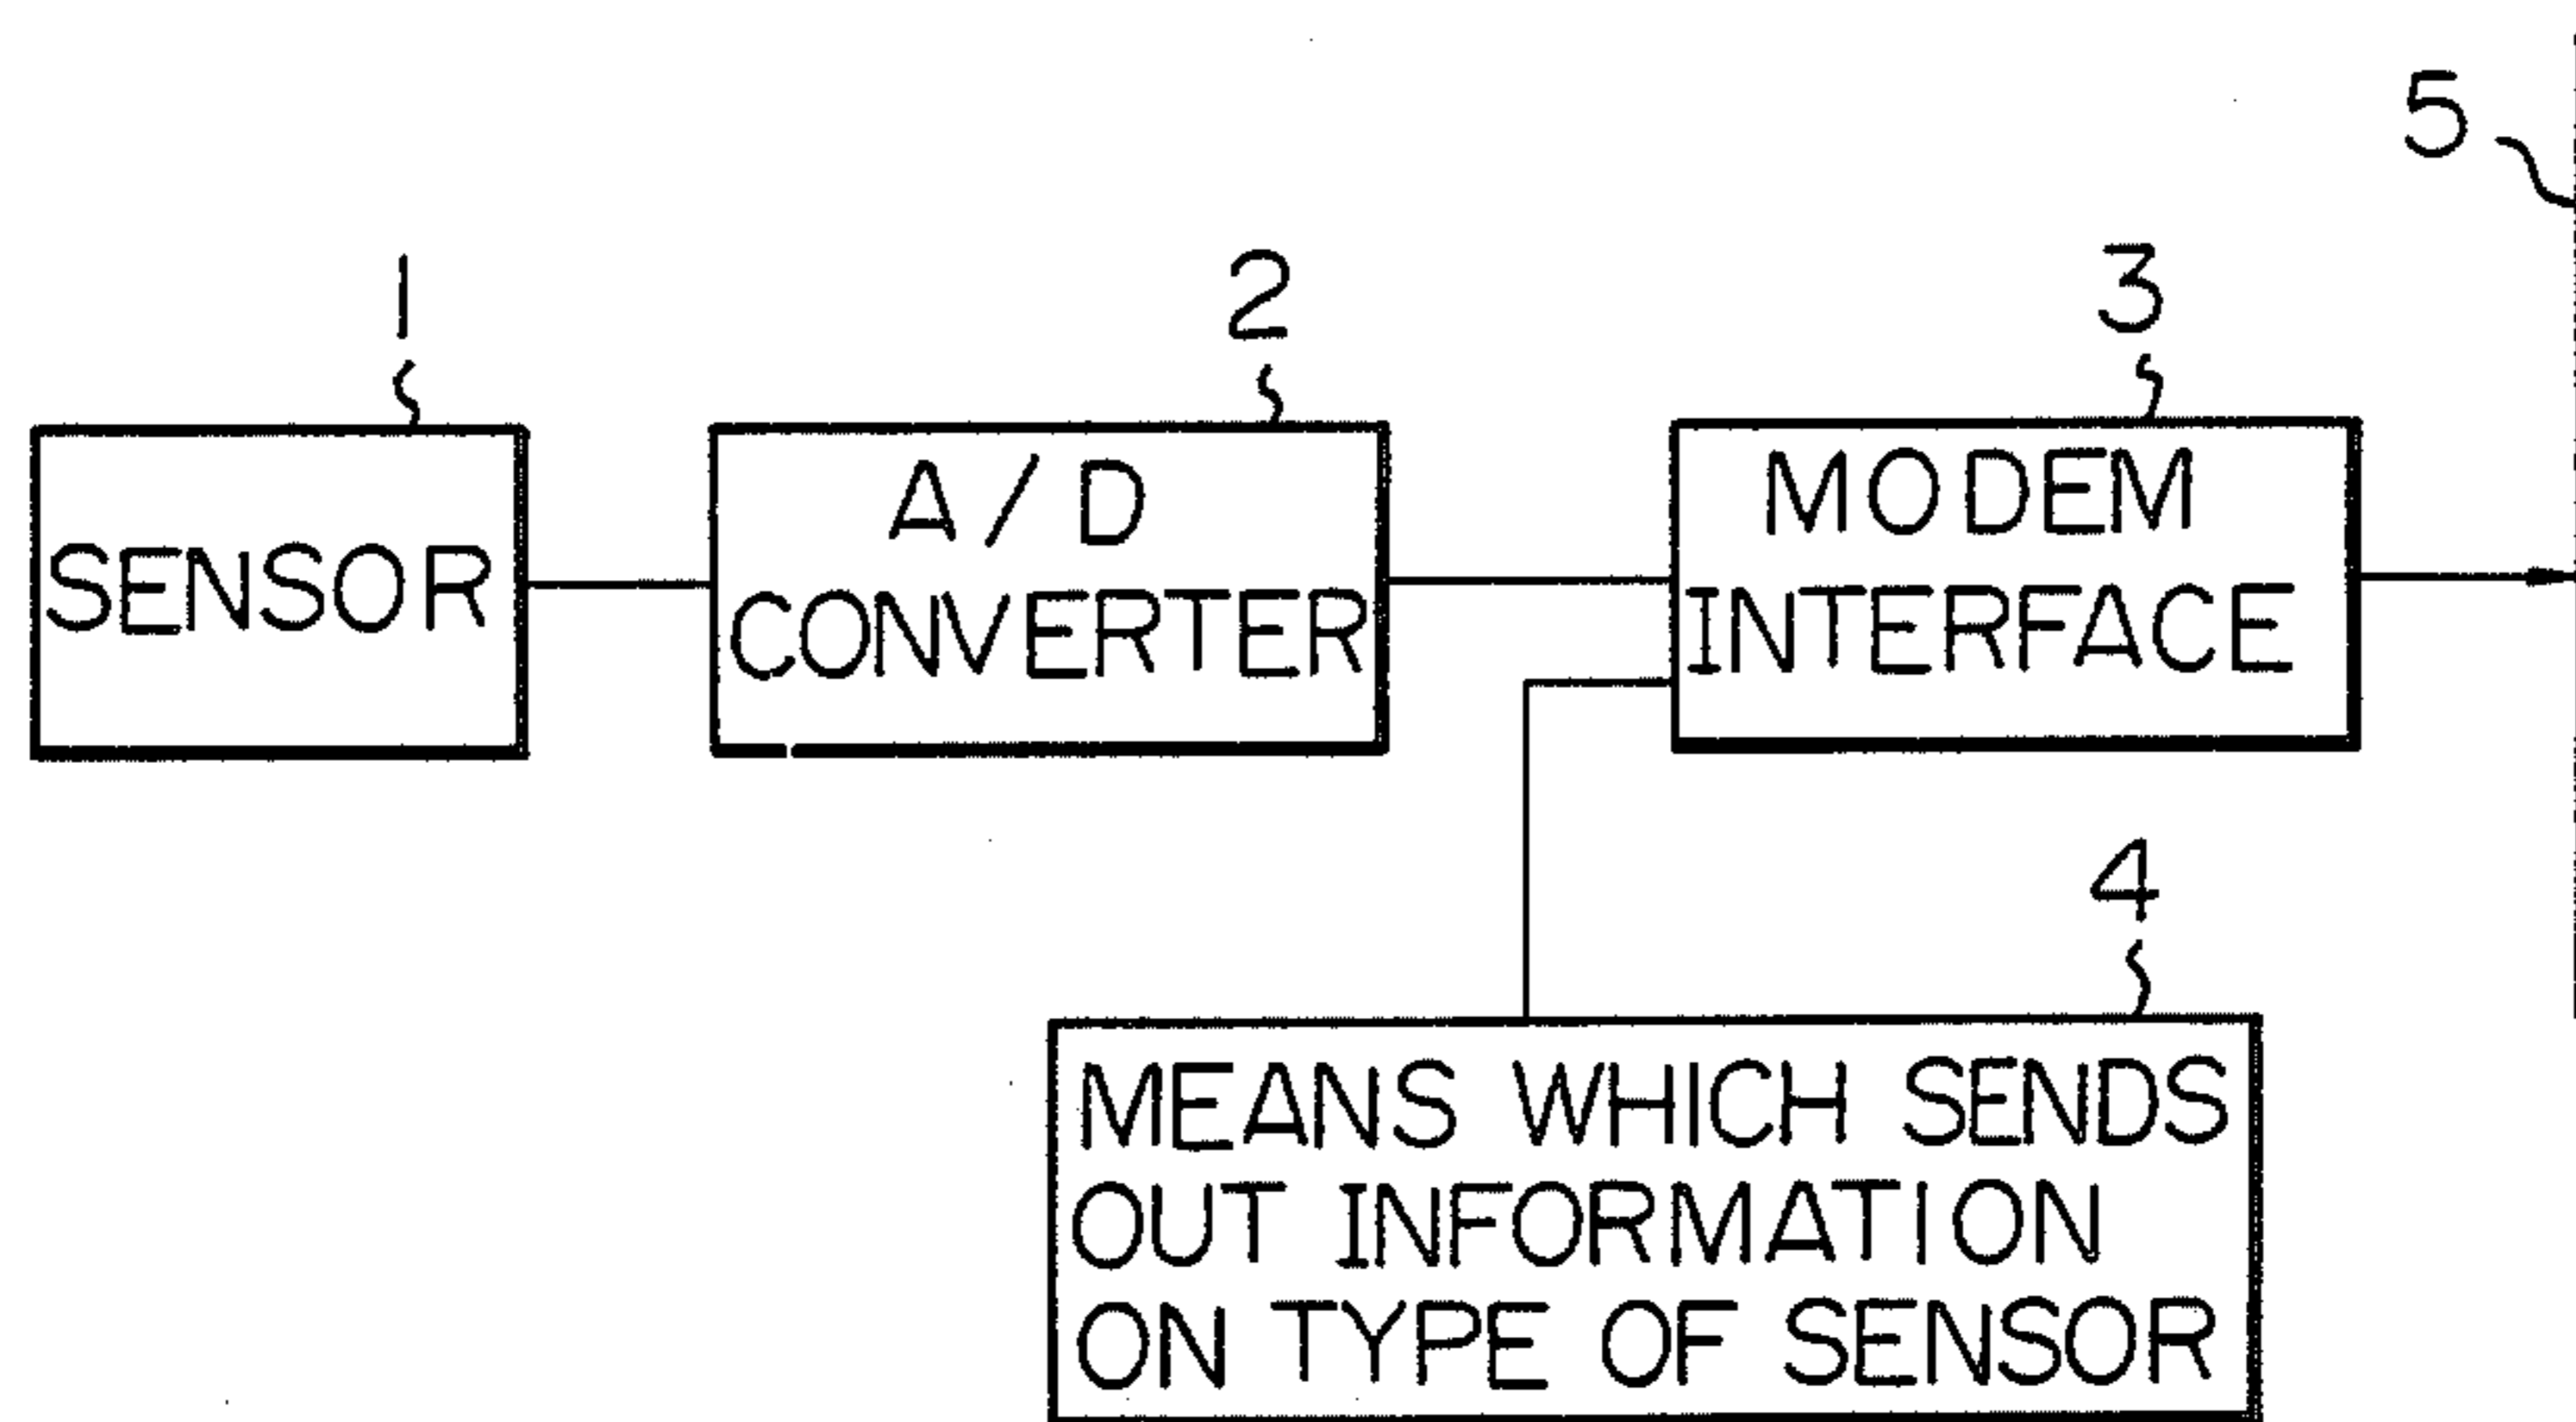 5
1
2
3
SENSOR
A/D
CONVERTER
MODEM
INTERFACE
4
MEANS WHICH SENDS
OUT INFORMATION
ON TYPE OF SENSOR